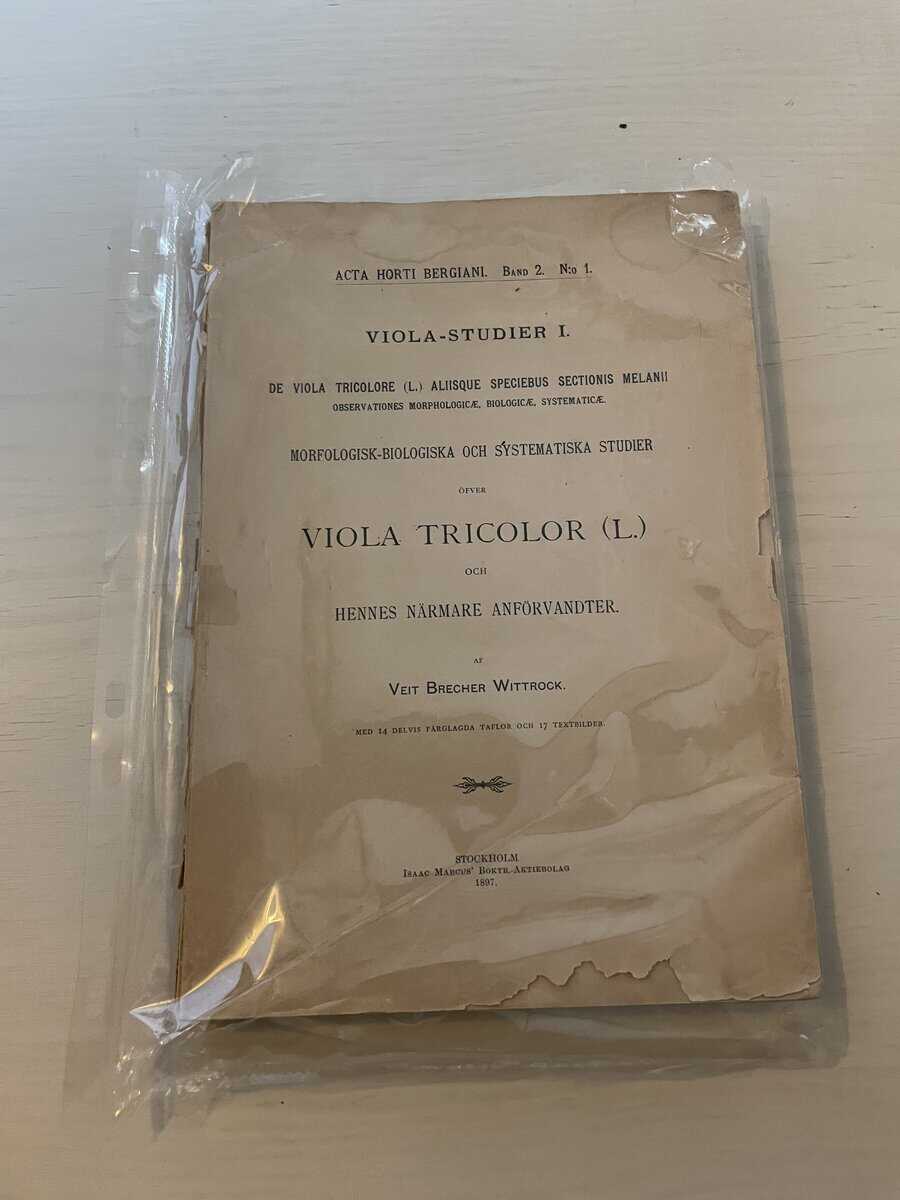 ACTA HORTI BERGIANI. BAND 2. N:o 1.
VIOLA-STUDIER I.
DE VIOLA TRICOLORE (L.) ALIISQUE SPECIEBUS SECTIONIS MELANII
OBSERVATIONES MORPHOLOGICÆ, BIOLOGICÆ, SYSTEMATICÆ.
MORFOLOGISK-BIOLOGISKA OCH SYSTEMATISKA STUDIER
ÖFVER
VIOLA TRICOLOR (L.)
OCH
HENNES NÄRMARE ANFÖRVANDTER.
AF
VEIT BRECHER WITTROCK.
MED 14 DELVIS FÄRGLAGDA TAFLOR OCH 17 TEXTBILDER.
STOCKHOLM
ISAAC MARCUS' BOKTR.-AKTIEBOLAG
1897.